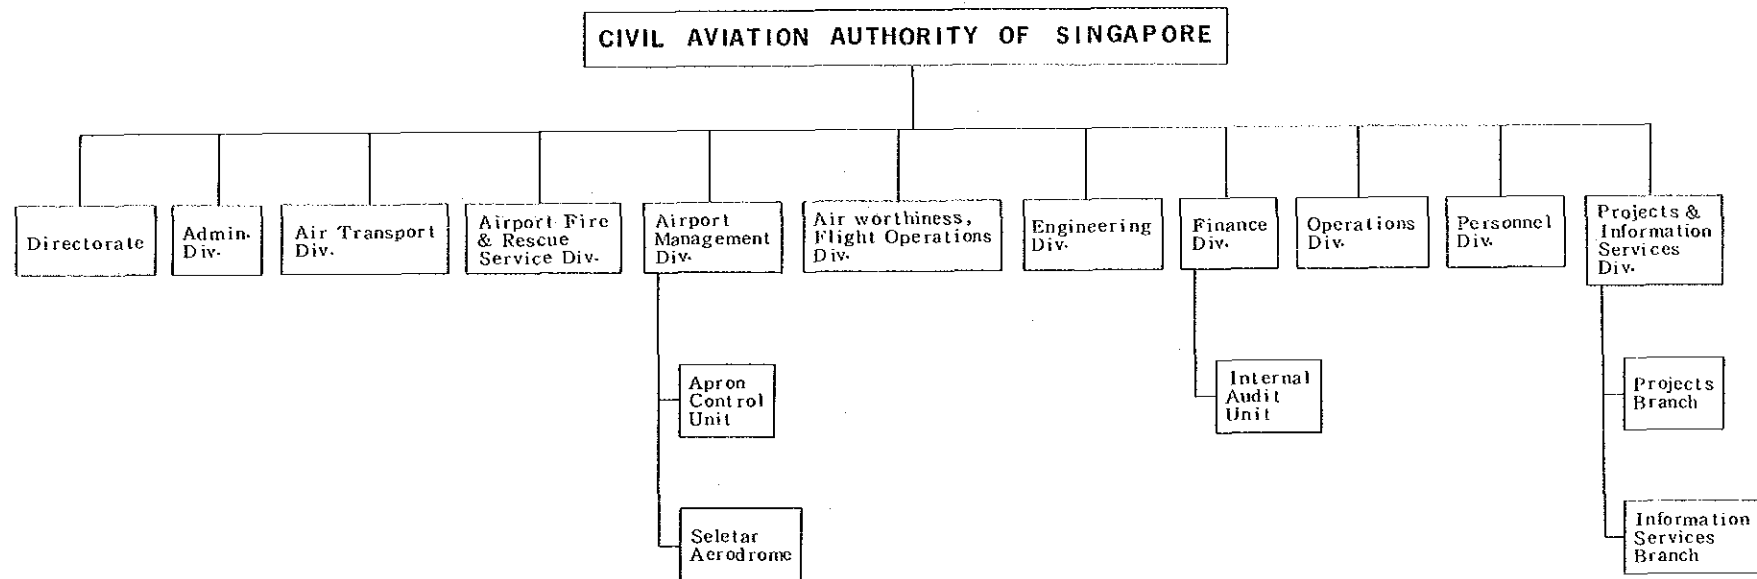 CIVIL AVIATION AUTHORITY OF SINGAPORE
Directorate
Admin.
Div.
Air Transport
Div.
Airport Fire
& Rescue
Service Div.
Airport
Management
Div.
Air worthiness,
Flight Operations
Div.
Engineering
Div.
Finance
Div.
Operations
Div.
Personnel
Div.
Projects &
Information
Services
Div.
Apron
Control
Unit
Internal
Audit
Unit
Projects
Branch
Seletar
Aerodrome
Information
Services
Branch